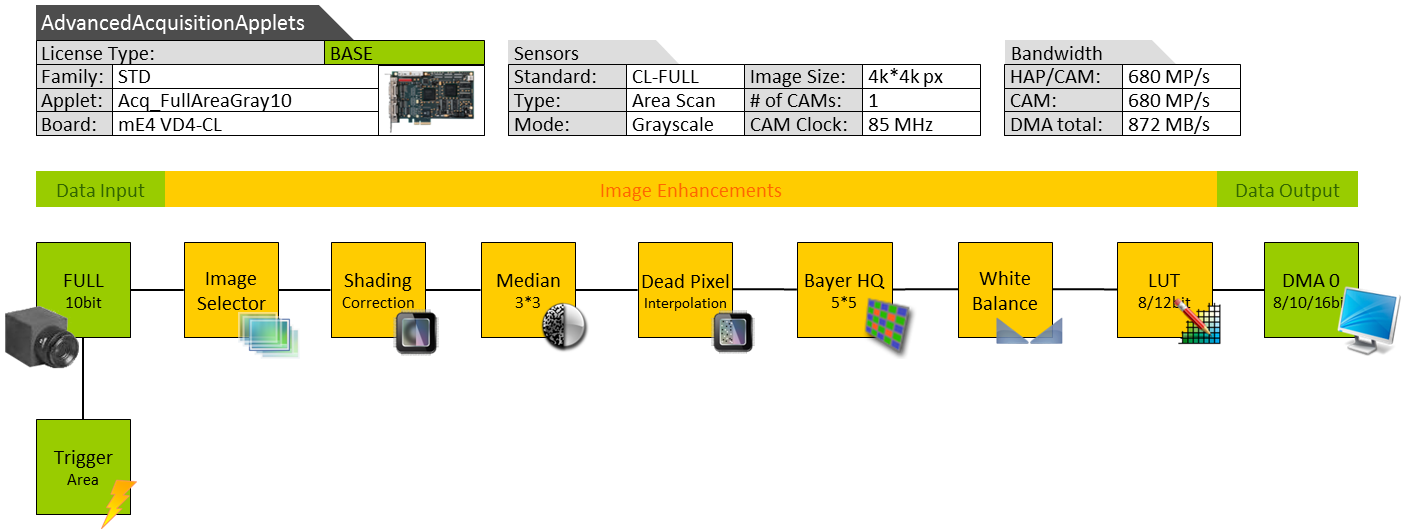 AdvancedAcquisitionApplets
License Type: BASE
Family: STD
Applet: Acq_FullAreaGray10
Board: mE4 VD4-CL
Sensors
Standard: CL-FULL Image Size: 4k*4k px
Type: Area Scan # of CAMs: 1
Mode: Grayscale CAM Clock: 85 MHz
Bandwidth
HAP/CAM: 680 MP/s
CAM: 680 MP/s
DMA total: 872 MB/s
Data Input
Image Enhancements
Data Output
FULL
10bit
Image
Selector
Shading
Correction
Median
3*3
Dead Pixel
Interpolation
Bayer HQ
5*5
White
Balance
LUT
8/12bit
DMA 0
8/10/16bit
Trigger
Area